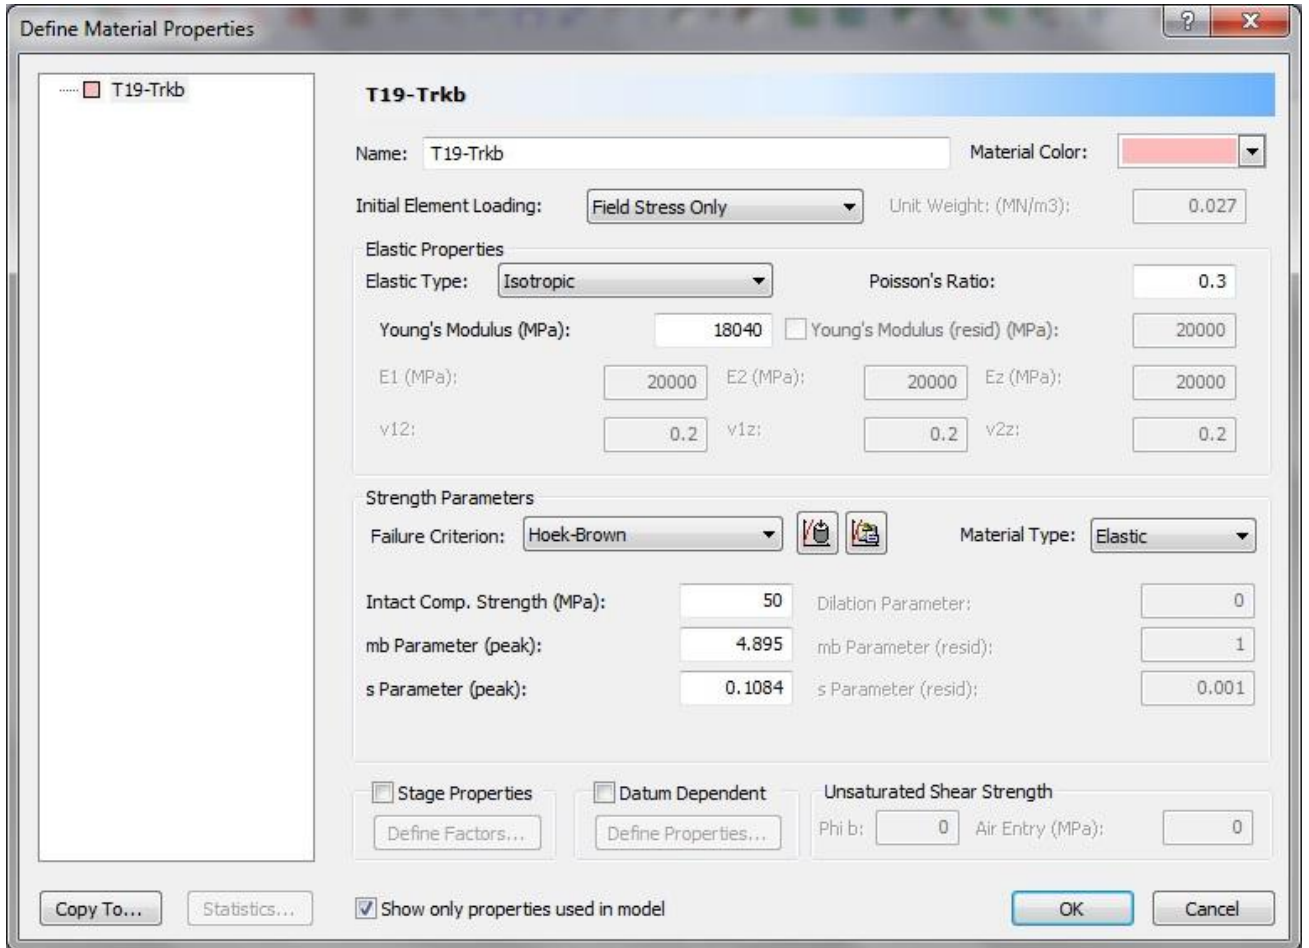 Define Material Properties
?
T19-Trkb
T19-Trkb
Name: T19-Trkb Material Color:
Initial Element Loading: Field Stress Only Unit Weight: (MN/m3): 0.027
Elastic Properties
Elastic Type: Isotropic Poisson's Ratio: 0.3
Young's Modulus (MPa): 18040 Young's Modulus (resid) (MPa): 20000
E1 (MPa): 20000 E2 (MPa): 20000 Ez (MPa): 20000
v12: 0.2 v1z: 0.2 v2z: 0.2
Strength Parameters
Failure Criterion: Hoek-Brown Material Type: Elastic
Intact Comp. Strength (MPa): 50 Dilation Parameter: 0
mb Parameter (peak): 4.895 mb Parameter (resid): 1
s Parameter (peak): 0.1084 s Parameter (resid): 0.001
Stage Properties Datum Dependent Unsaturated Shear Strength
Define Factors... Define Properties... Phi b: 0 Air Entry (MPa): 0
Copy To... Statistics... Show only properties used in model OK Cancel